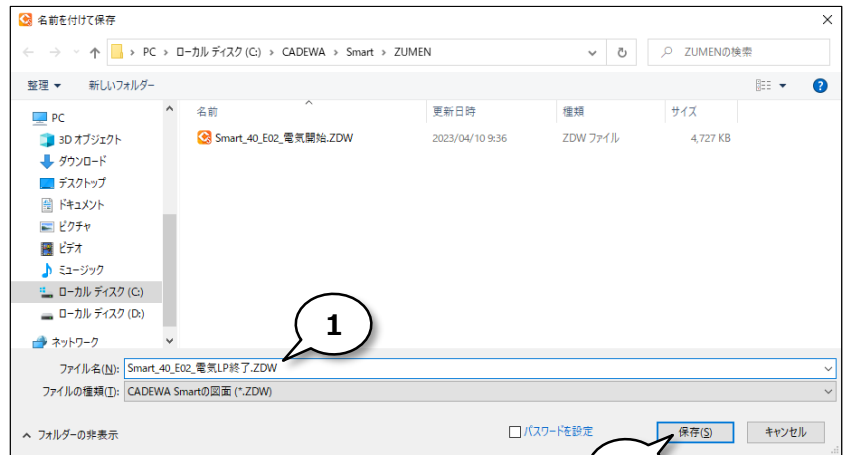 名前を付けて保存
PC › ローカル ディスク (C:) › CADEWA › Smart › ZUMEN
ZUMENの検索
整理 新しいフォルダー
名前 更新日時 種類 サイズ
Smart_40_E02_電気開始.ZDW 2023/04/10 9:36 ZDW ファイル 4,727 KB
PC
3D オブジェクト
ダウンロード
デスクトップ
ドキュメント
ピクチャ
ビデオ
ミュージック
ローカル ディスク (C:)
ローカル ディスク (D:)
ネットワーク
1
ファイル名(N): Smart_40_E02_電気LP終了.ZDW
ファイルの種類(T): CADEWA Smartの図面 (*.ZDW)
フォルダーの非表示
パスワードを設定
保存(S)
キャンセル